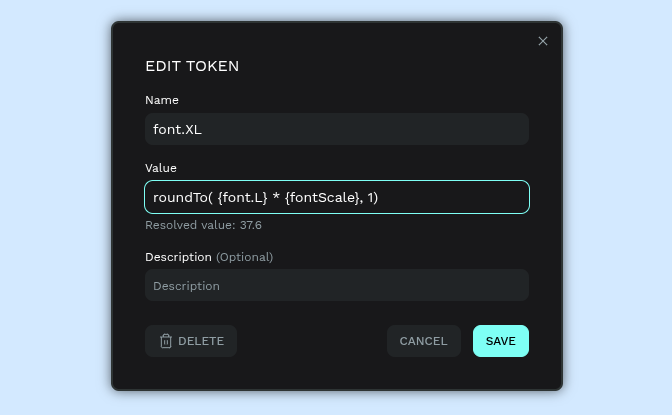 EDIT TOKEN
Name
font.XL
Value
roundTo( {font.L} * {fontScale}, 1)
Resolved value: 37.6
Description (Optional)
Description
DELETE
CANCEL
SAVE